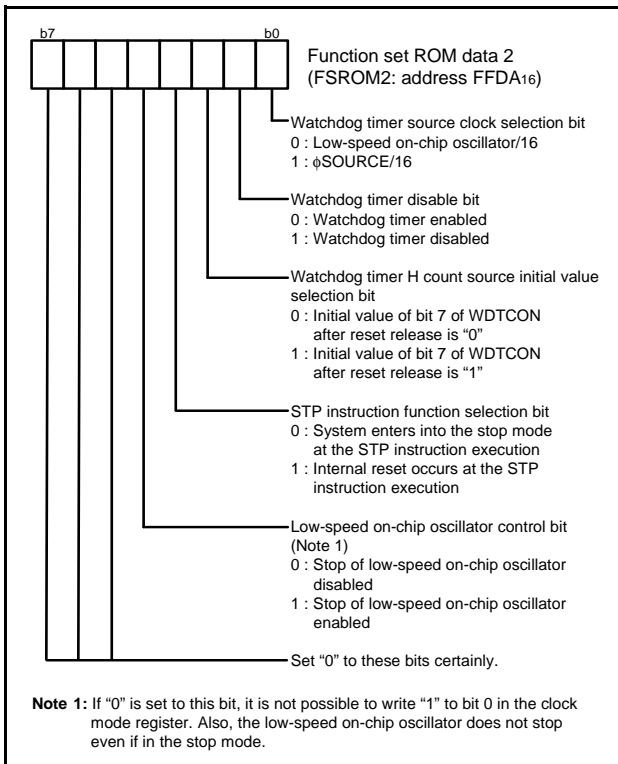 b7 b0
Function set ROM data 2
(FSROM2: address FFDA16)
Watchdog timer source clock selection bit
0 : Low-speed on-chip oscillator/16
1 : ϕSOURCE/16
Watchdog timer disable bit
0 : Watchdog timer enabled
1 : Watchdog timer disabled
Watchdog timer H count source initial value
selection bit
0 : Initial value of bit 7 of WDTCON
after reset release is “0”
1 : Initial value of bit 7 of WDTCON
after reset release is “1”
STP instruction function selection bit
0 : System enters into the stop mode
at the STP instruction execution
1 : Internal reset occurs at the STP
instruction execution
Low-speed on-chip oscillator control bit
(Note 1)
0 : Stop of low-speed on-chip oscillator
disabled
1 : Stop of low-speed on-chip oscillator
enabled
Set “0” to these bits certainly.
Note 1: If “0” is set to this bit, it is not possible to write “1” to bit 0 in the clock
mode register. Also, the low-speed on-chip oscillator does not stop
even if in the stop mode.